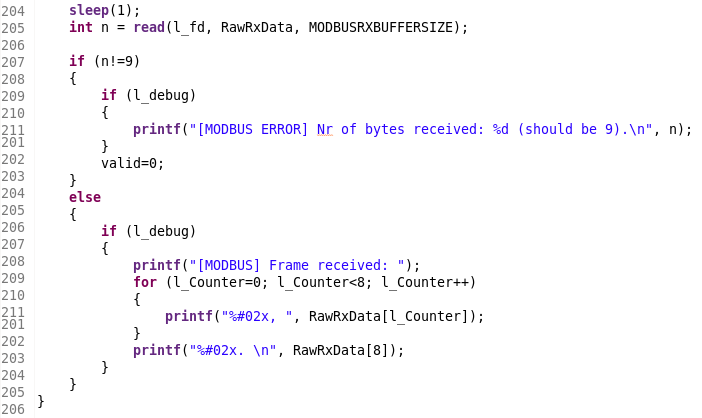 204     sleep(1);
205     int n = read(l_fd, RawRxData, MODBUSRXBUFFERSIZE);
206
207     if (n!=9)
208     {
209         if (l_debug)
210         {
211             printf("[MODBUS ERROR] Nr of bytes received: %d (should be 9).\n", n);
201         }
202         valid=0;
203     }
204     else
205     {
206         if (l_debug)
207         {
208             printf("[MODBUS] Frame received: ");
209             for (l_Counter=0; l_Counter<8; l_Counter++)
210             {
211                 printf("%#02x, ", RawRxData[l_Counter]);
201             }
202             printf("%#02x. \n", RawRxData[8]);
203         }
204     }
205 }
206